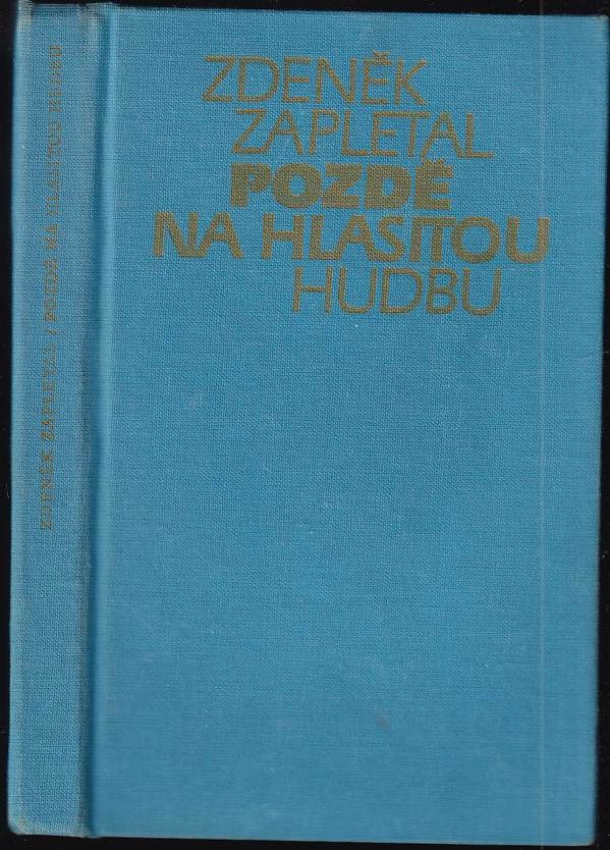 ZDENĚK
ZAPLETAL
POZDĚ
NA HLASITOU
HUDBU
ZDENĚK ZAPLETAL / POZDĚ NA HLASITOU HUDBU